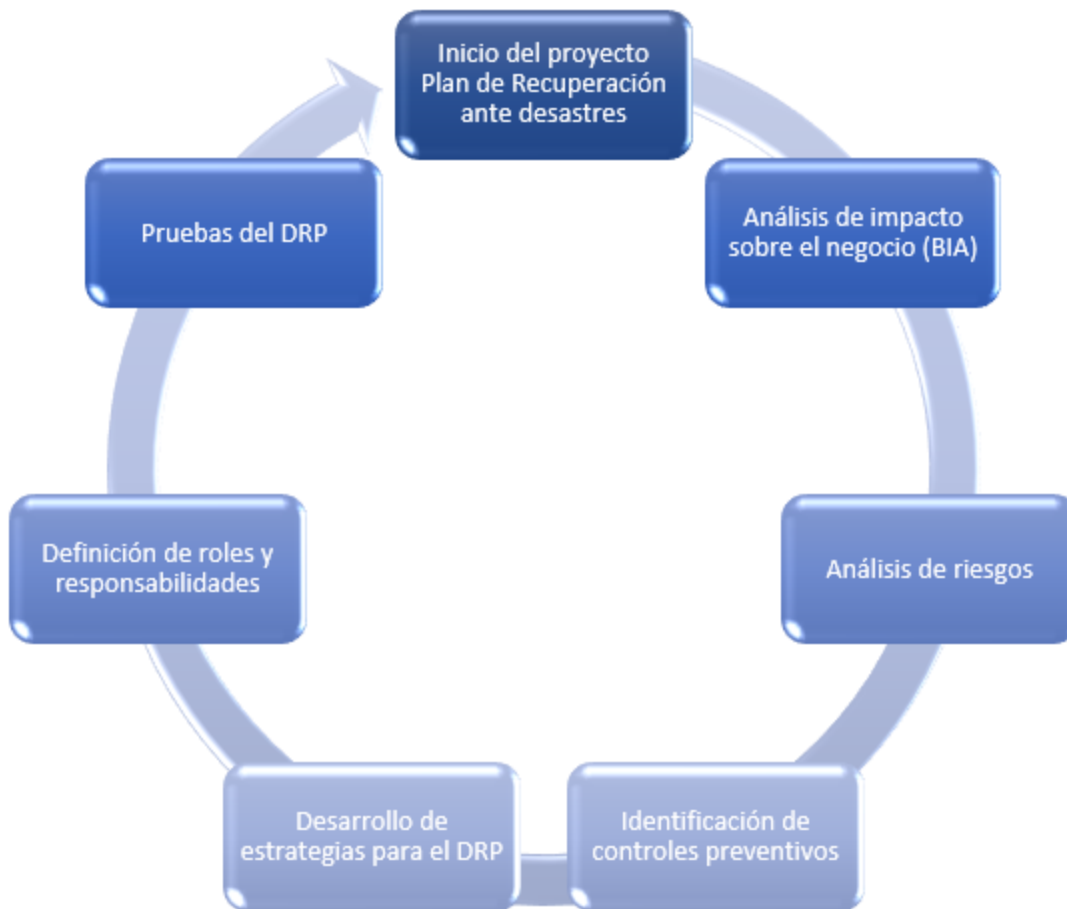 Inicio del proyecto
Plan de Recuperación
ante desastres
Análisis de impacto
sobre el negocio (BIA)
Análisis de riesgos
Identificación de
controles preventivos
Desarrollo de
estrategias para el DRP
Definición de roles y
responsabilidades
Pruebas del DRP